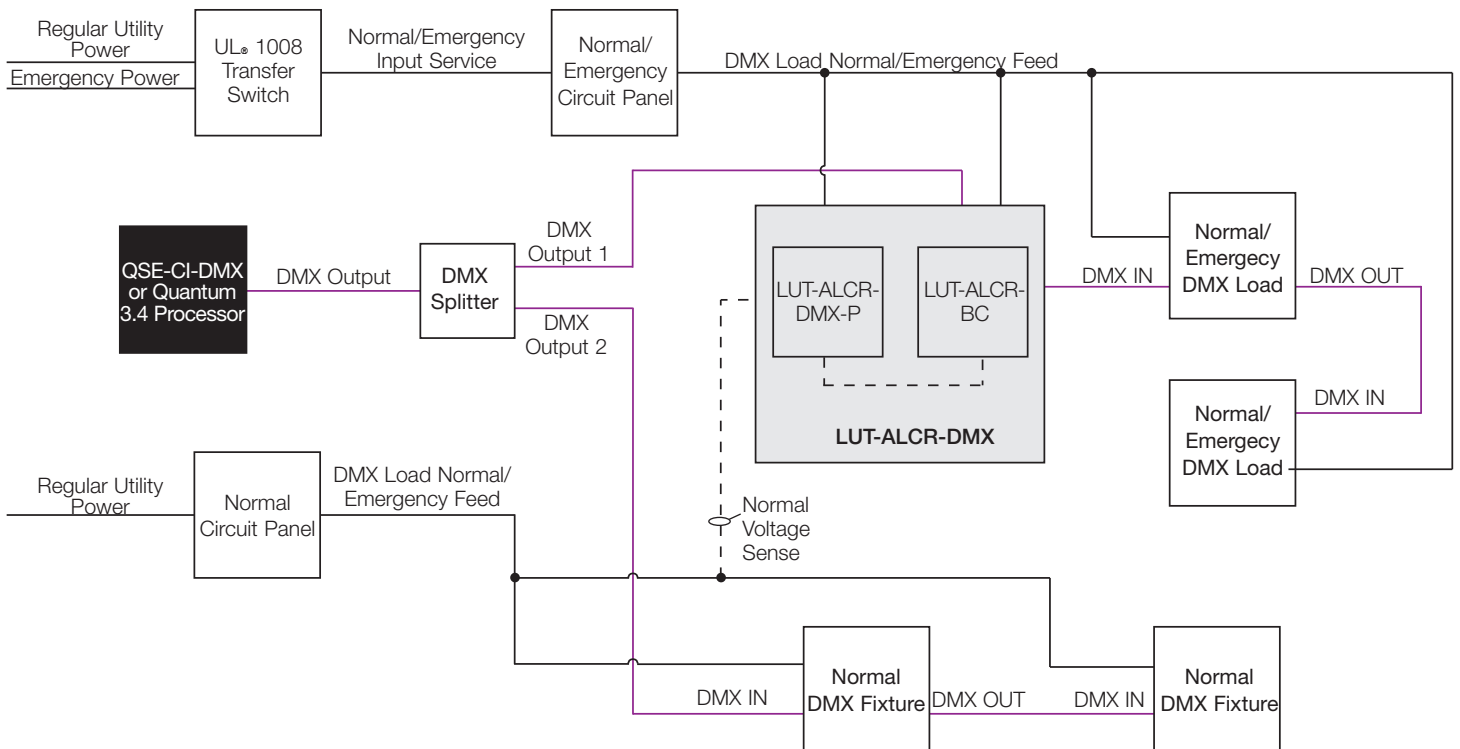 Regular Utility
Power
Emergency Power
UL® 1008
Transfer
Switch
Normal/Emergency
Input Service
Normal/
Emergency
Circuit Panel
DMX Load Normal/Emergency Feed
QSE-CI-DMX
or Quantum
3.4 Processor
DMX Output
DMX
Splitter
DMX
Output 1
DMX
Output 2
LUT-ALCR-
DMX-P
LUT-ALCR-
BC
LUT-ALCR-DMX
DMX IN
Normal/
Emergecy
DMX Load
DMX OUT
DMX IN
Normal/
Emergecy
DMX Load
Regular Utility
Power
Normal
Circuit Panel
DMX Load Normal/
Emergency Feed
Normal
Voltage
Sense
DMX IN
Normal
DMX Fixture
DMX OUT
DMX IN
Normal
DMX Fixture